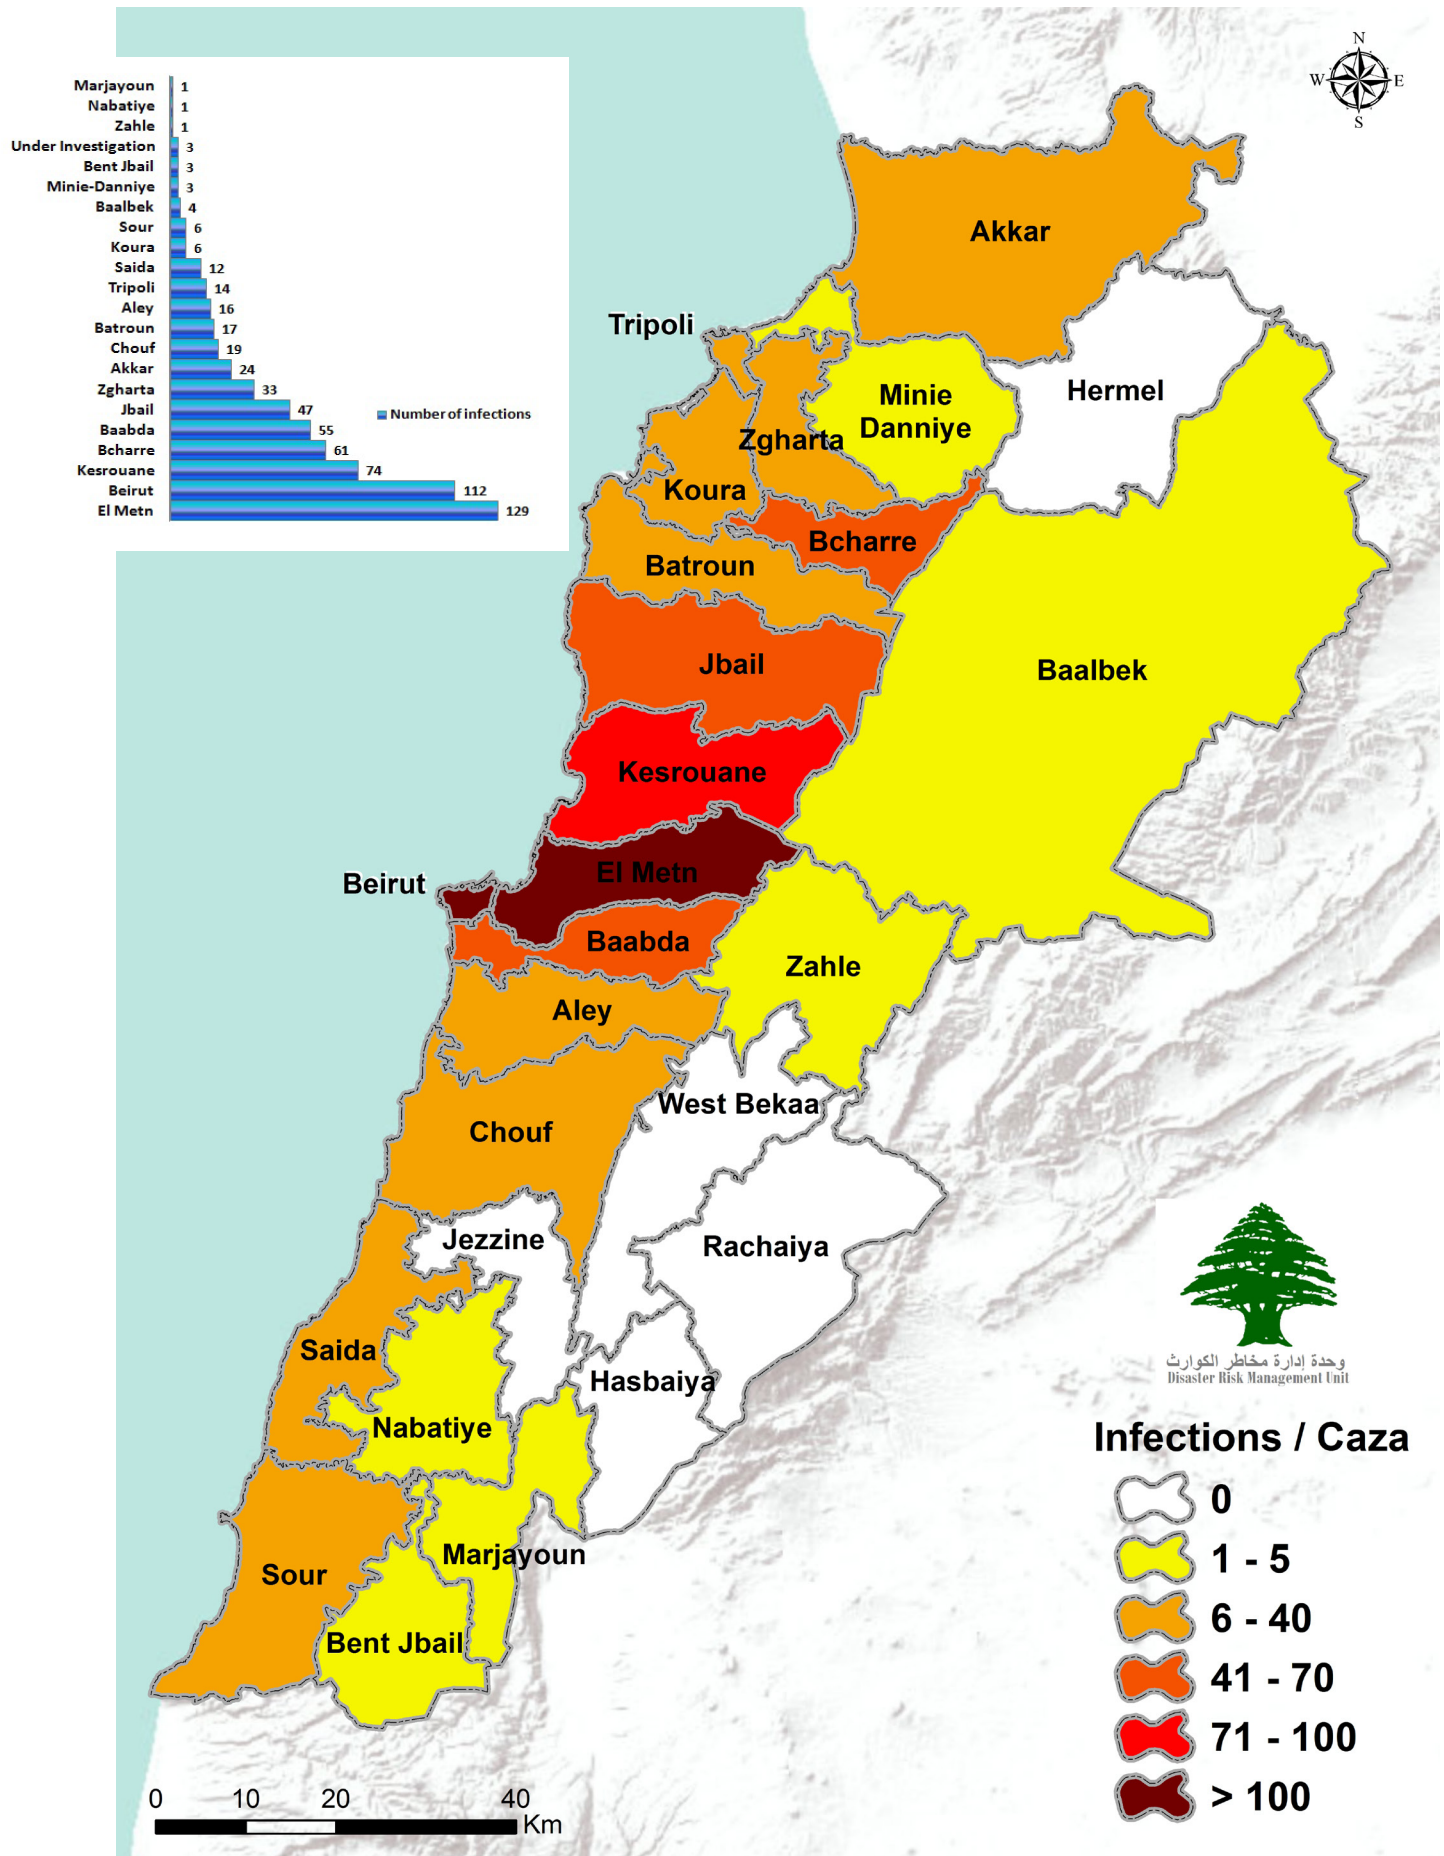 N
W
E
S
Marjayoun 1
Nabatiye 1
Zahle 1
Under Investigation 3
Bent Jbail 3
Minie-Danniye 3
Baalbek 4
Sour 6
Koura 6
Saida 12
Tripoli 14
Aley 16
Batroun 17
Chouf 19
Akkar 24
Zgharta 33
Jbail 47
Baabda 55
Bcharre 61
Kesrouane 74
Beirut 112
El Metn 129
Number of infections
Akkar
Tripoli
Hermel
Minie
Danniye
Zgharta
Koura
Bcharre
Batroun
Jbail
Baalbek
Kesrouane
El Metn
Beirut
Baabda
Zahle
Aley
West Bekaa
Chouf
Jezzine
Rachaiya
Saida
Hasbaiya
Nabatiye
Marjayoun
Sour
Bent Jbail
وحدة إدارة مخاطر الكوارث
Disaster Risk Management Unit
Infections / Caza
0
1 - 5
6 - 40
41 - 70
71 - 100
> 100
0 10 20 40
Km